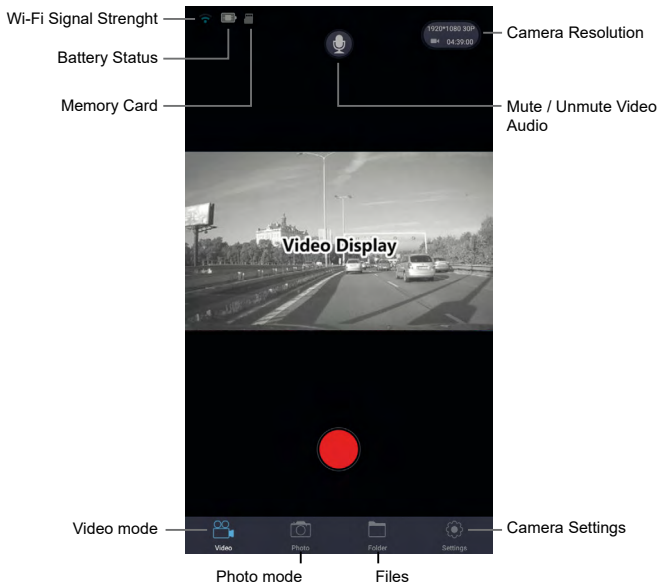 Wi-Fi Signal Strenght
Battery Status
Memory Card
1920*1080 30P
04:39:00
Camera Resolution
Mute / Unmute Video
Audio
Video Display
Video mode
Video
Photo
Folder
Settings
Camera Settings
Photo mode
Files